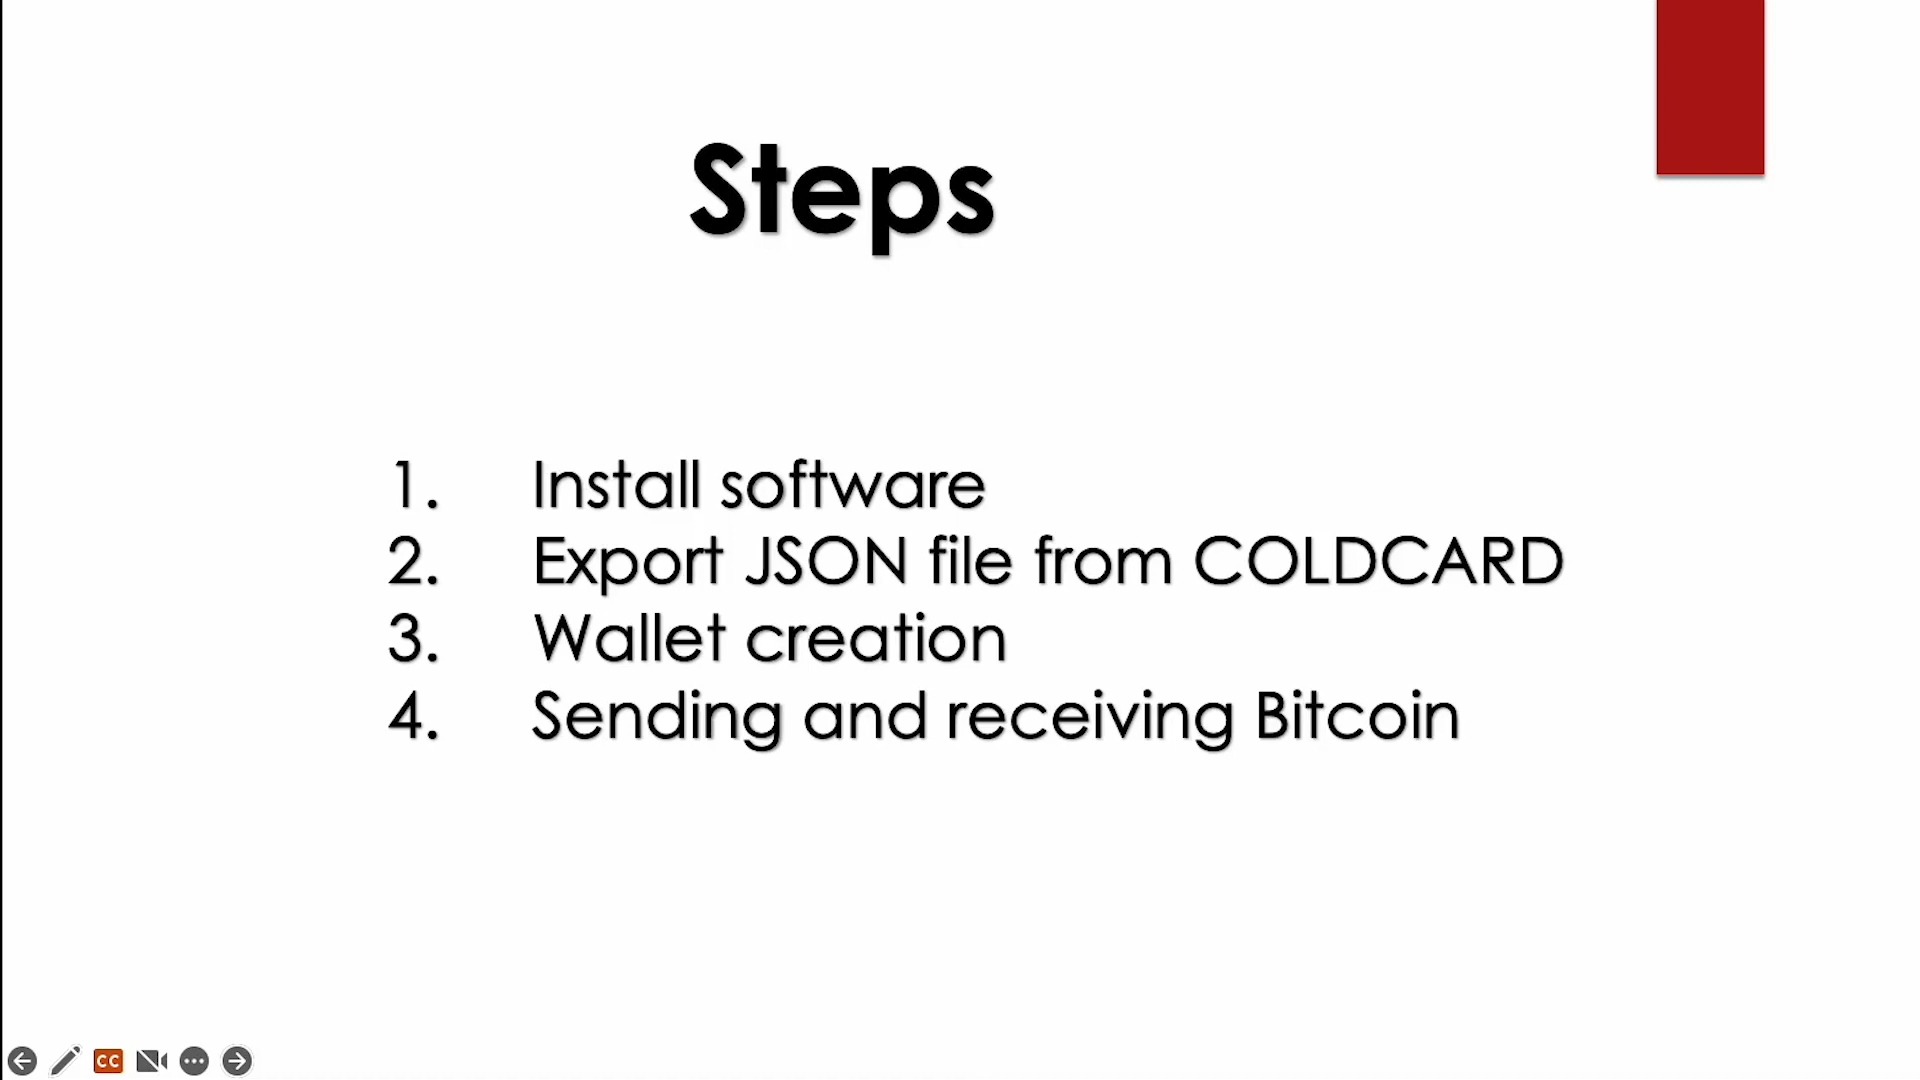 Steps
1. Install software
2. Export JSON file from COLDCARD
3. Wallet creation
4. Sending and receiving Bitcoin
CC